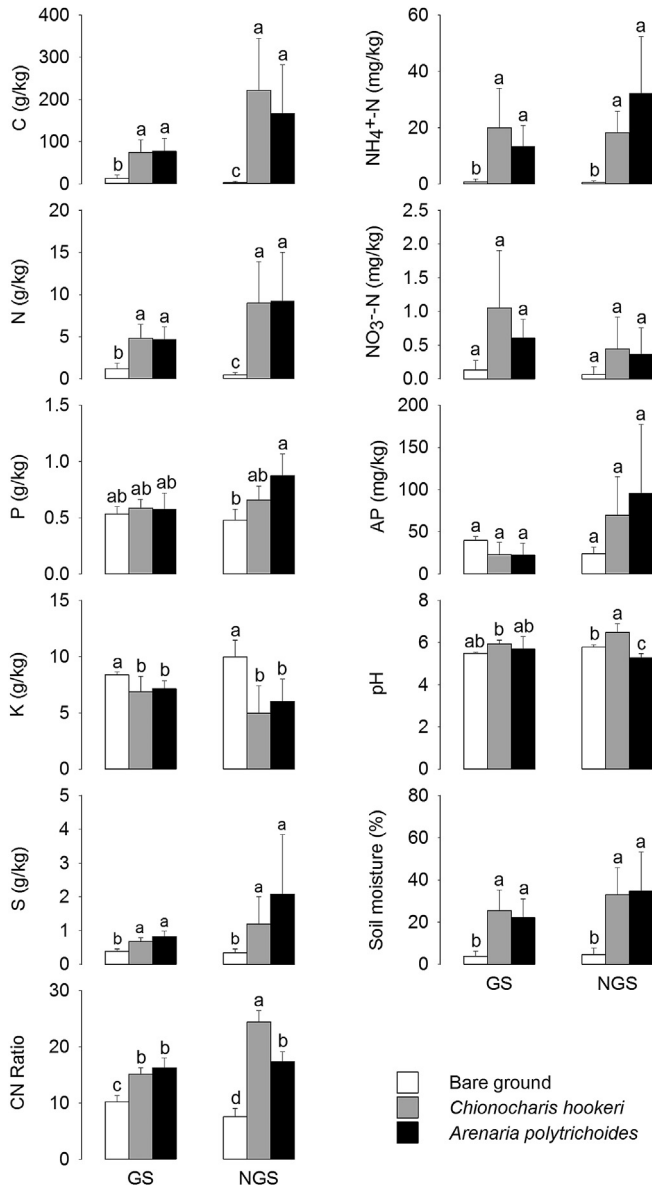 C (g/kg)
400
300
200
100
0
b a a
c a a
N (g/kg)
20
15
10
5
0
b a a
c a a
P (g/kg)
1.5
1.0
0.5
0.0
ab ab ab
b ab a
K (g/kg)
15
10
5
0
a b b
a b b
S (g/kg)
5
4
3
2
1
0
b a a
b a a
CN Ratio
30
20
10
0
c b b
d a b
GS NGS
NH4+-N (mg/kg)
60
40
20
0
b a a
b a a
NO3--N (mg/kg)
2.5
2.0
1.5
1.0
0.5
0.0
a a a
a a a
AP (mg/kg)
200
150
100
50
0
a a a
a a a
pH
8
6
4
2
0
ab b ab
b a c
Soil moisture (%)
80
60
40
20
0
b a a
b a a
GS NGS
Bare ground
Chionocharis hookeri
Arenaria polytrichoides